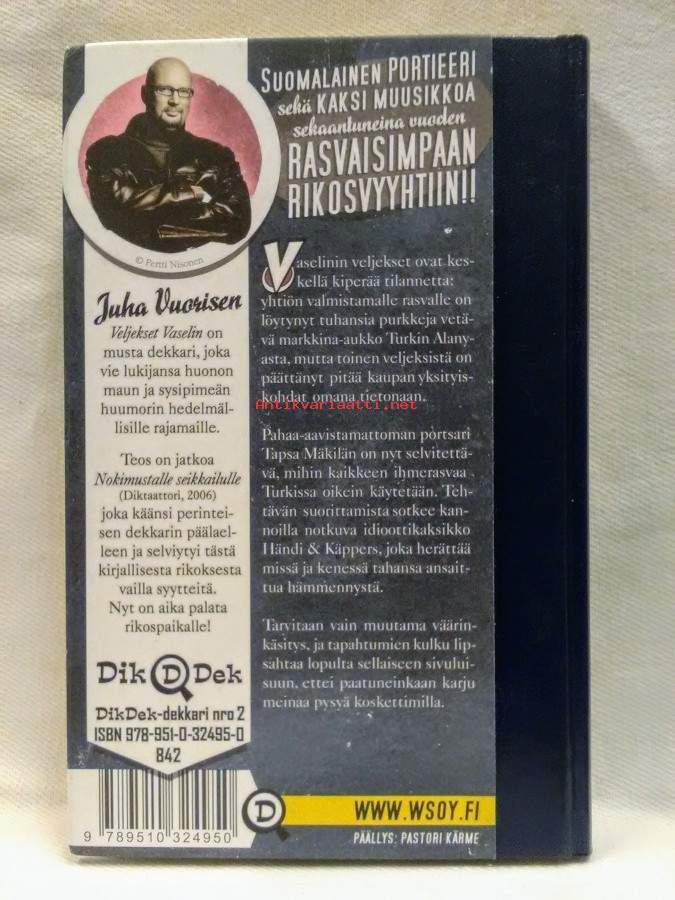 SUOMALAINEN PORTIEERI
sekä KAKSI MUUSIKKOA
sekaantuneina vuoden
RASVAISIMPAAN
RIKOSVYYHTIIN!!
© Pertti Nisonen
Juha Vuorisen
Veljekset Vaselin on
musta dekkari, joka
vie lukijansa huonon
maun ja sysipimeän
huumorin hedelmäl-
lisille rajamaille.
Teos on jatkoa
Nokimustalle seikkailulle
(Diktaattori, 2006)
joka käänsi perintei-
sen dekkarin päälael-
leen ja selviytyi tästä
kirjallisesta rikoksesta
vailla syytteitä.
Nyt on aika palata
rikospaikalle!
Dik D Dek
DikDek-dekkari nro 2
ISBN 978-951-0-32495-0
84.2
9 789510 324950
Vaselinin veljekset ovat kes-
kellä kiperää tilannetta:
yhtiön valmistamalle rasvalle on
löytynyt tuhansia purkkeja vetä-
vä markkina-aukko Turkin Alany-
asta, mutta toinen veljeksistä on
päättänyt pitää kaupan yksityis-
kohdat omana tietonaan.
Antikvariaatti.net
Pahaa-aavistamattoman portsari
Tapsa Mäkilän on nyt selvitettä-
vä, mihin kaikkeen ihmerasvaa
Turkissa oikein käytetään. Teh-
tävän suorittamista sotkee kan-
noilla notkuva idioottikaksikko
Händi & Käppers, joka herättää
missä ja kenessä tahansa ansait-
tua hämmennystä.
Tarvitaan vain muutama väärin-
käsitys, ja tapahtumien kulku lip-
sahtaa lopulta sellaiseen sivului-
suun, ettei paatuneinkaan karju
meinaa pysyä koskettimilla.
D
WWW.WSOY.FI
PÄÄLLYS: PASTORI KÄRME